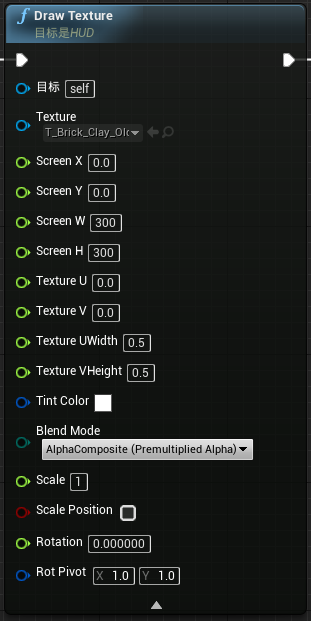 Draw Texture
目标是HUD
目标 self
Texture
T_Brick_Clay_Old
Screen X 0.0
Screen Y 0.0
Screen W 300
Screen H 300
Texture U 0.0
Texture V 0.0
Texture UWidth 0.5
Texture VHeight 0.5
Tint Color
Blend Mode
AlphaComposite (Premultiplied Alpha)
Scale 1
Scale Position
Rotation 0.000000
Rot Pivot X 1.0 Y 1.0